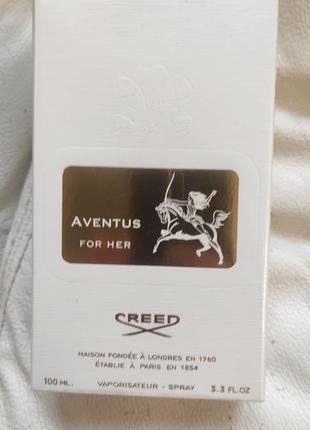 AVENTUS
FOR HER
CREED
MAISON FONDÉE À LONDRES EN 1760
ÉTABLIE À PARIS EN 1854
100 ML. VAPORISATEUR - SPRAY 3.3 FL.OZ